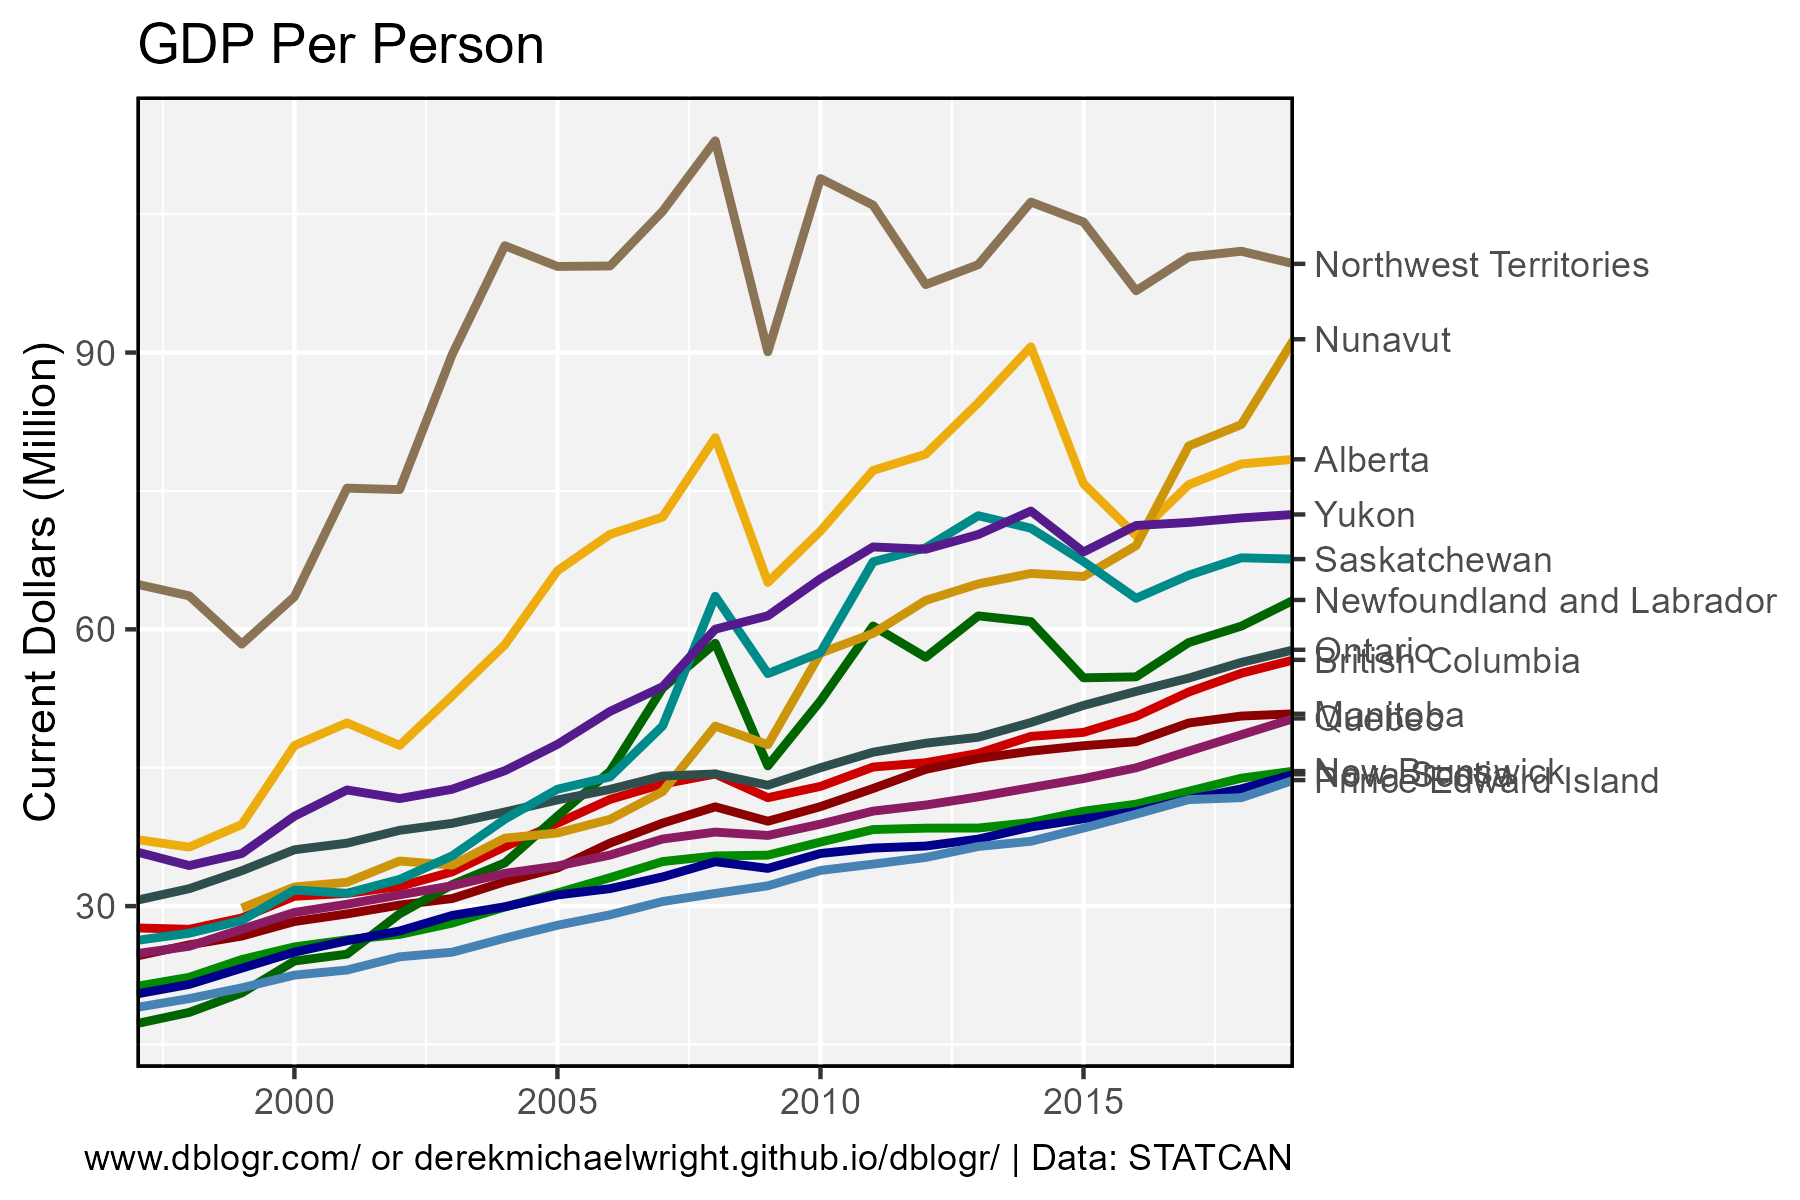 GDP Per Person
Current Dollars (Million)
90
60
30
2000 2005 2010 2015
Northwest Territories
Nunavut
Alberta
Yukon
Saskatchewan
Newfoundland and Labrador
Ontario
British Columbia
Manitoba
Quebec
New Brunswick
Nova Scotia
Prince Edward Island
www.dblogr.com/ or derekmichaelwright.github.io/dblogr/ | Data: STATCAN